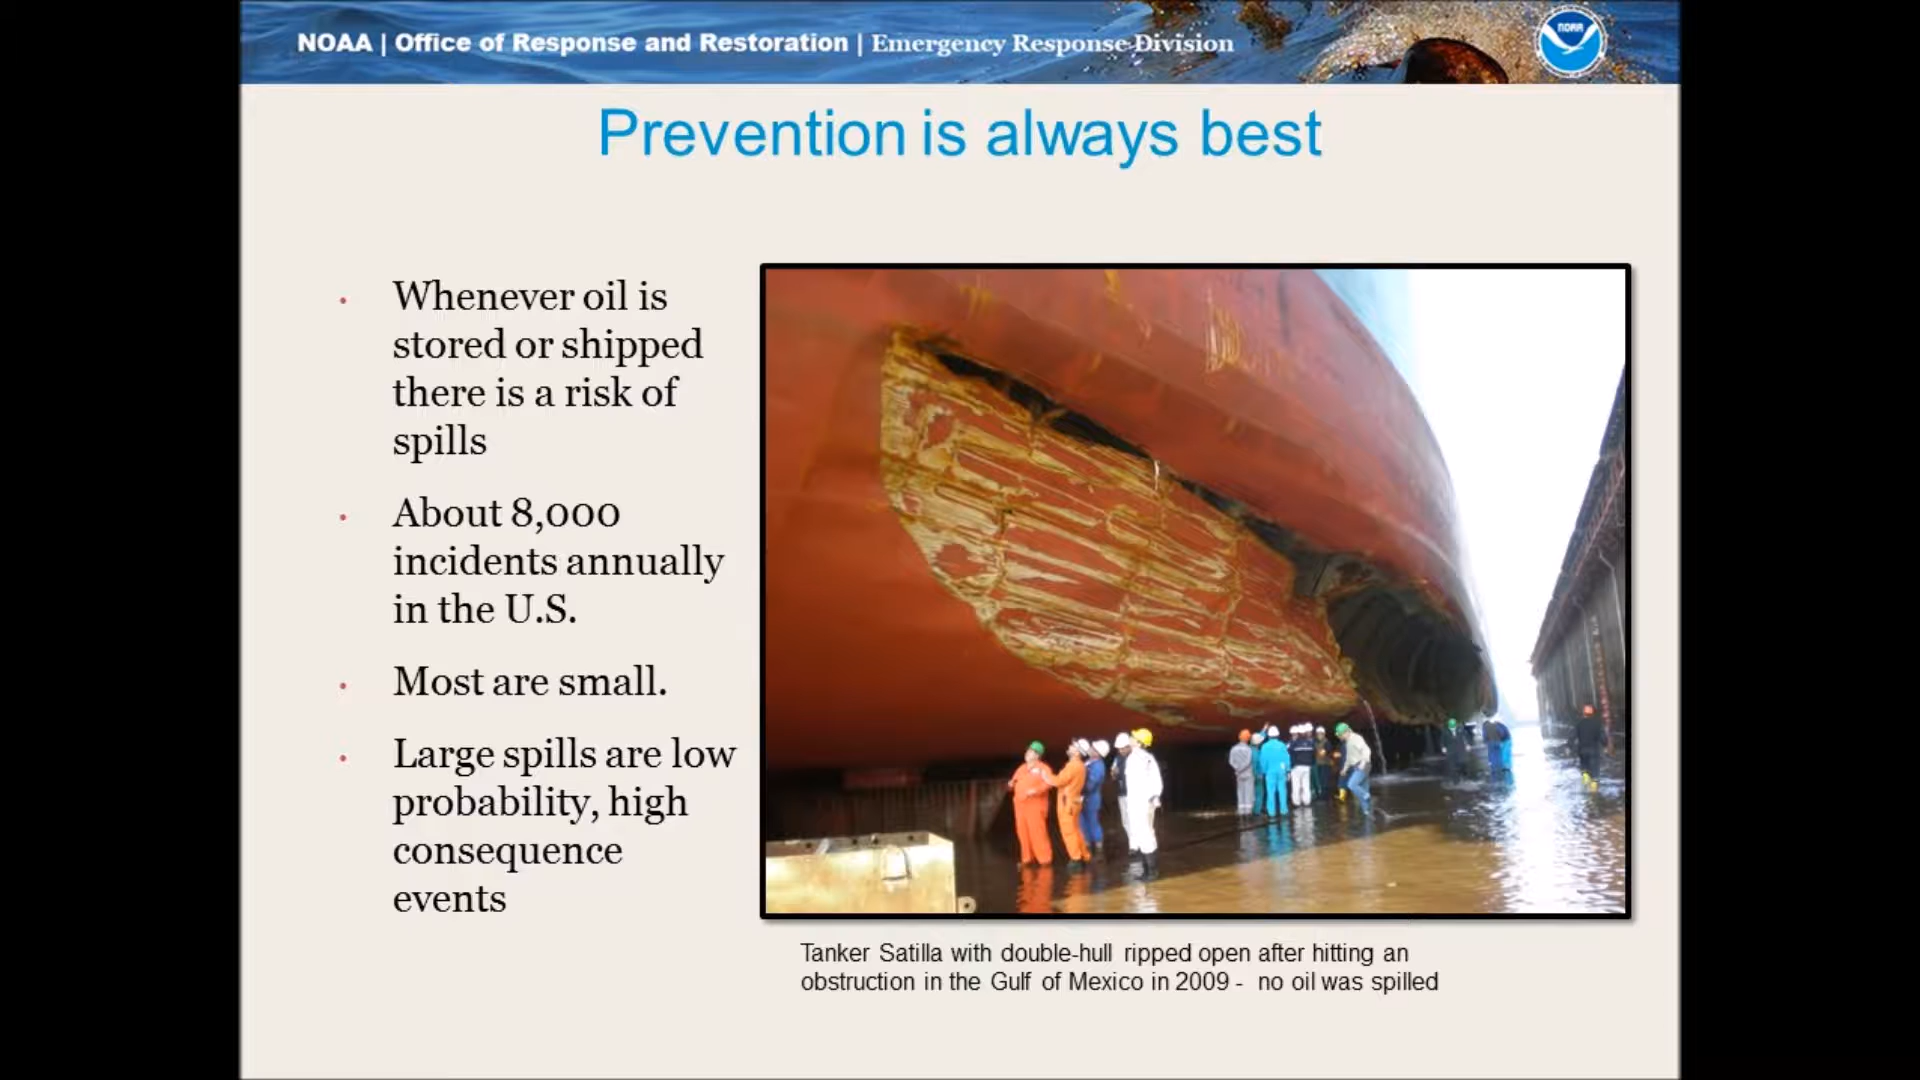 NOAA | Office of Response and Restoration | Emergency Response Division
NOAA
Prevention is always best
• Whenever oil is
stored or shipped
there is a risk of
spills
• About 8,000
incidents annually
in the U.S.
• Most are small.
• Large spills are low
probability, high
consequence
events
Tanker Satilla with double-hull ripped open after hitting an
obstruction in the Gulf of Mexico in 2009 - no oil was spilled